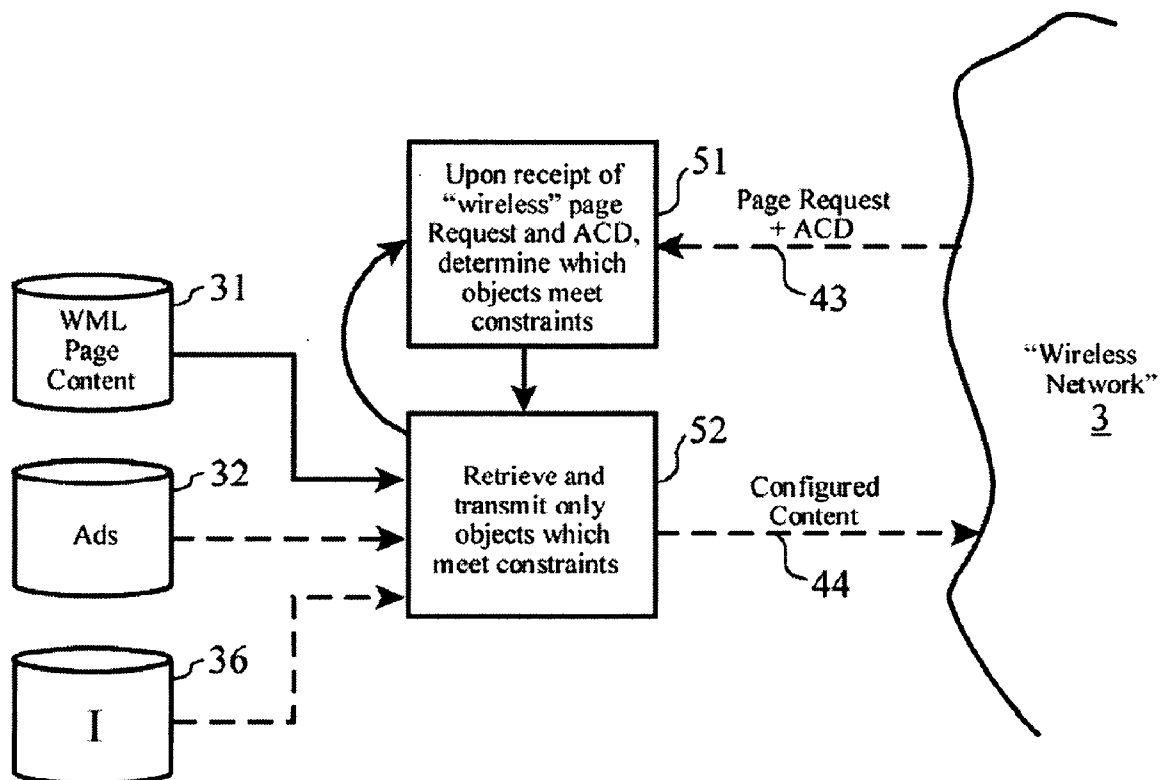 Upon receipt of
“wireless” page
Request and ACD,
determine which
objects meet
constraints
51
Page Request
+ ACD
43
31
WML
Page
Content
“Wireless
Network”
3
52
Retrieve and
transmit only
objects which
meet constraints
Configured
Content
44
32
Ads
36
I